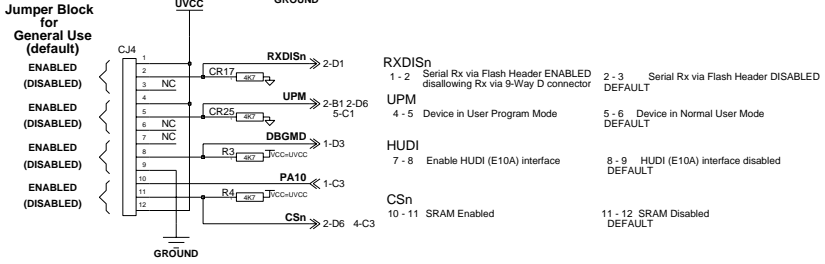 GROUND
UVCC
Jumper Block
for
General Use
(default)
CJ4
ENABLED
(DISABLED)
ENABLED
(DISABLED)
ENABLED
(DISABLED)
ENABLED
(DISABLED)
1
2
3 NC
4
5
6 NC
7 NC
8
9
10
11
12
RXDISn 2-D1
CR17 4K7
UPM 2-B1 2-D6
5-C1
CR25 4K7
DBGMD 1-D3
R3 4K7 VCC=UVCC
PA10 1-C3
R4 4K7 VCC=UVCC
CSn 2-D6 4-C3
GROUND
RXDISn
1 - 2 Serial Rx via Flash Header ENABLED
disallowing Rx via 9-Way D connector
2 - 3 Serial Rx via Flash Header DISABLED
DEFAULT
UPM
4 - 5 Device in User Program Mode
5 - 6 Device in Normal User Mode
DEFAULT
HUDI
7 - 8 Enable HUDI (E10A) interface
8 - 9 HUDI (E10A) interface disabled
DEFAULT
CSn
10 - 11 SRAM Enabled
11 - 12 SRAM Disabled
DEFAULT